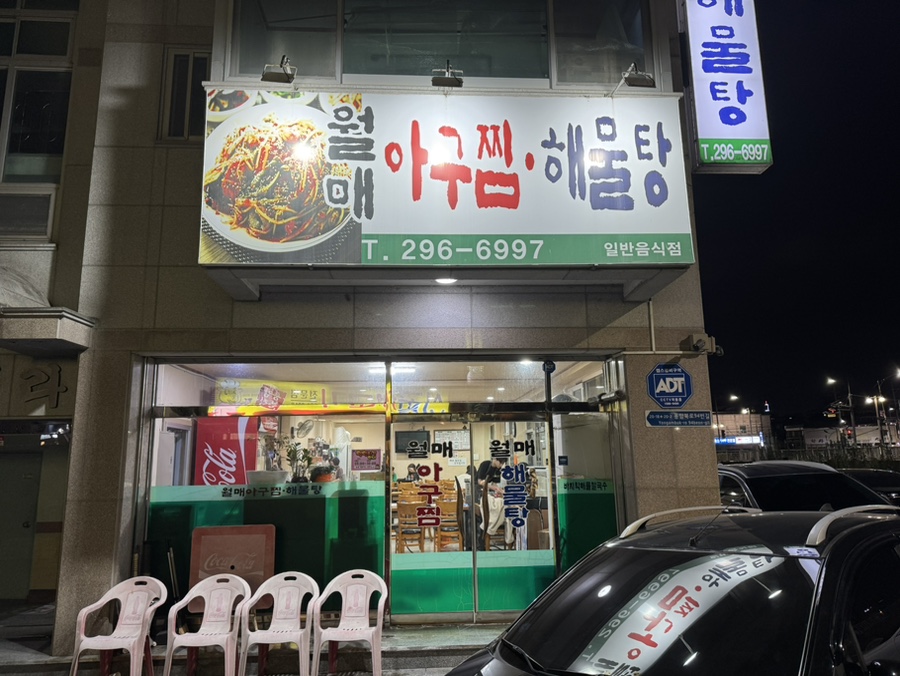 해물탕
T. 296-6997
월매 아구찜·해물탕
T. 296-6997
일반음식점
ADT
월매아구찜·해물탕
월매
아구찜
월매
해물탕
Coca-Cola